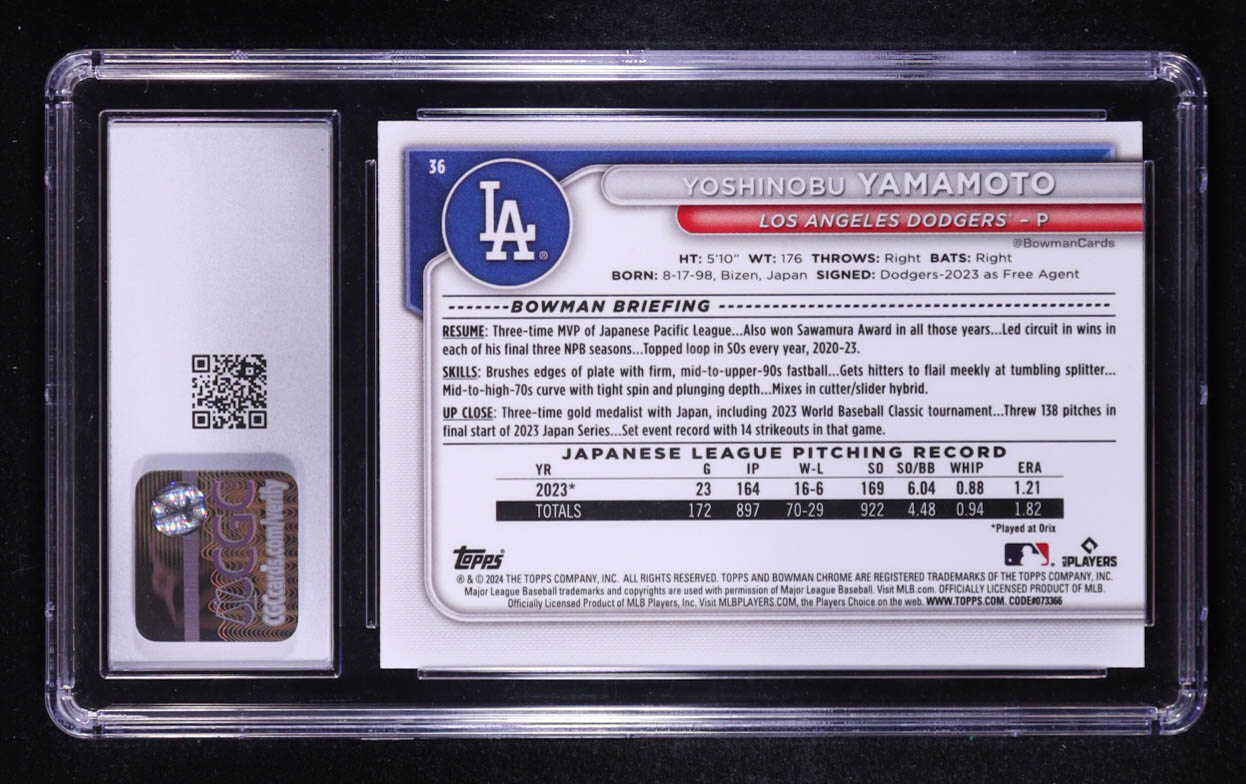 36
LA
YOSHINOBU YAMAMOTO
LOS ANGELES DODGERS® – P
@BowmanCards
HT: 5'10" WT: 176 THROWS: Right BATS: Right
BORN: 8-17-98, Bizen, Japan SIGNED: Dodgers-2023 as Free Agent
BOWMAN BRIEFING
RESUME: Three-time MVP of Japanese Pacific League...Also won Sawamura Award in all those years...Led circuit in wins in
each of his final three NPB seasons...Topped loop in SOs every year, 2020-23.
SKILLS: Brushes edges of plate with firm, mid-to-upper-90s fastball...Gets hitters to flail meekly at tumbling splitter...
Mid-to-high-70s curve with tight spin and plunging depth...Mixes in cutter/slider hybrid.
UP CLOSE: Three-time gold medalist with Japan, including 2023 World Baseball Classic tournament...Threw 138 pitches in
final start of 2023 Japan Series...Set event record with 14 strikeouts in that game.
JAPANESE LEAGUE PITCHING RECORD
YR G IP W-L SO SO/BB WHIP ERA
2023* 23 164 16-6 169 6.04 0.88 1.21
TOTALS 172 897 70-29 922 4.48 0.94 1.82
*Played at Orix
topps®
MLB PLAYERS
® & © 2024 THE TOPPS COMPANY, INC. ALL RIGHTS RESERVED. TOPPS AND BOWMAN CHROME ARE REGISTERED TRADEMARKS OF THE TOPPS COMPANY, INC.
Major League Baseball trademarks and copyrights are used with permission of Major League Baseball. Visit MLB.com. OFFICIALLY LICENSED PRODUCT OF MLB.
Officially Licensed Product of MLB Players, Inc. Visit MLBPLAYERS.COM, the Players Choice on the web. WWW.TOPPS.COM. CODE#073366
CGC
CGCcards.com/verify